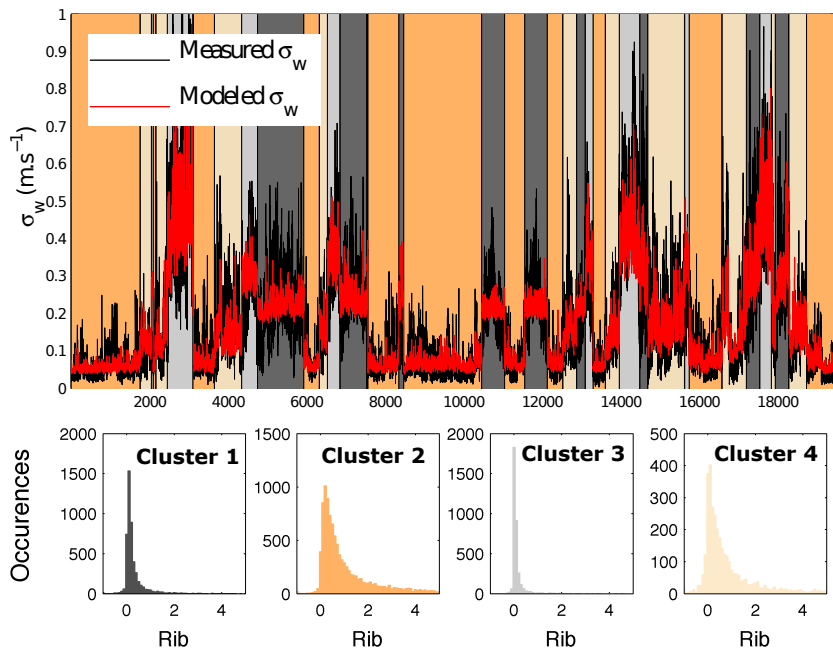 1
0.9
0.8
0.7
0.6
0.5
0.4
0.3
0.2
0.1
0
σw (m.s⁻¹)
Measured σw
Modeled σw
2000 4000 6000 8000 10000 12000 14000 16000 18000
Occurences
2000
1500
1000
500
0
Cluster 1
0 2 4
Rib
1500
1000
500
0
Cluster 2
0 2 4
Rib
2000
1500
1000
500
0
Cluster 3
0 2 4
Rib
500
400
300
200
100
0
Cluster 4
0 2 4
Rib